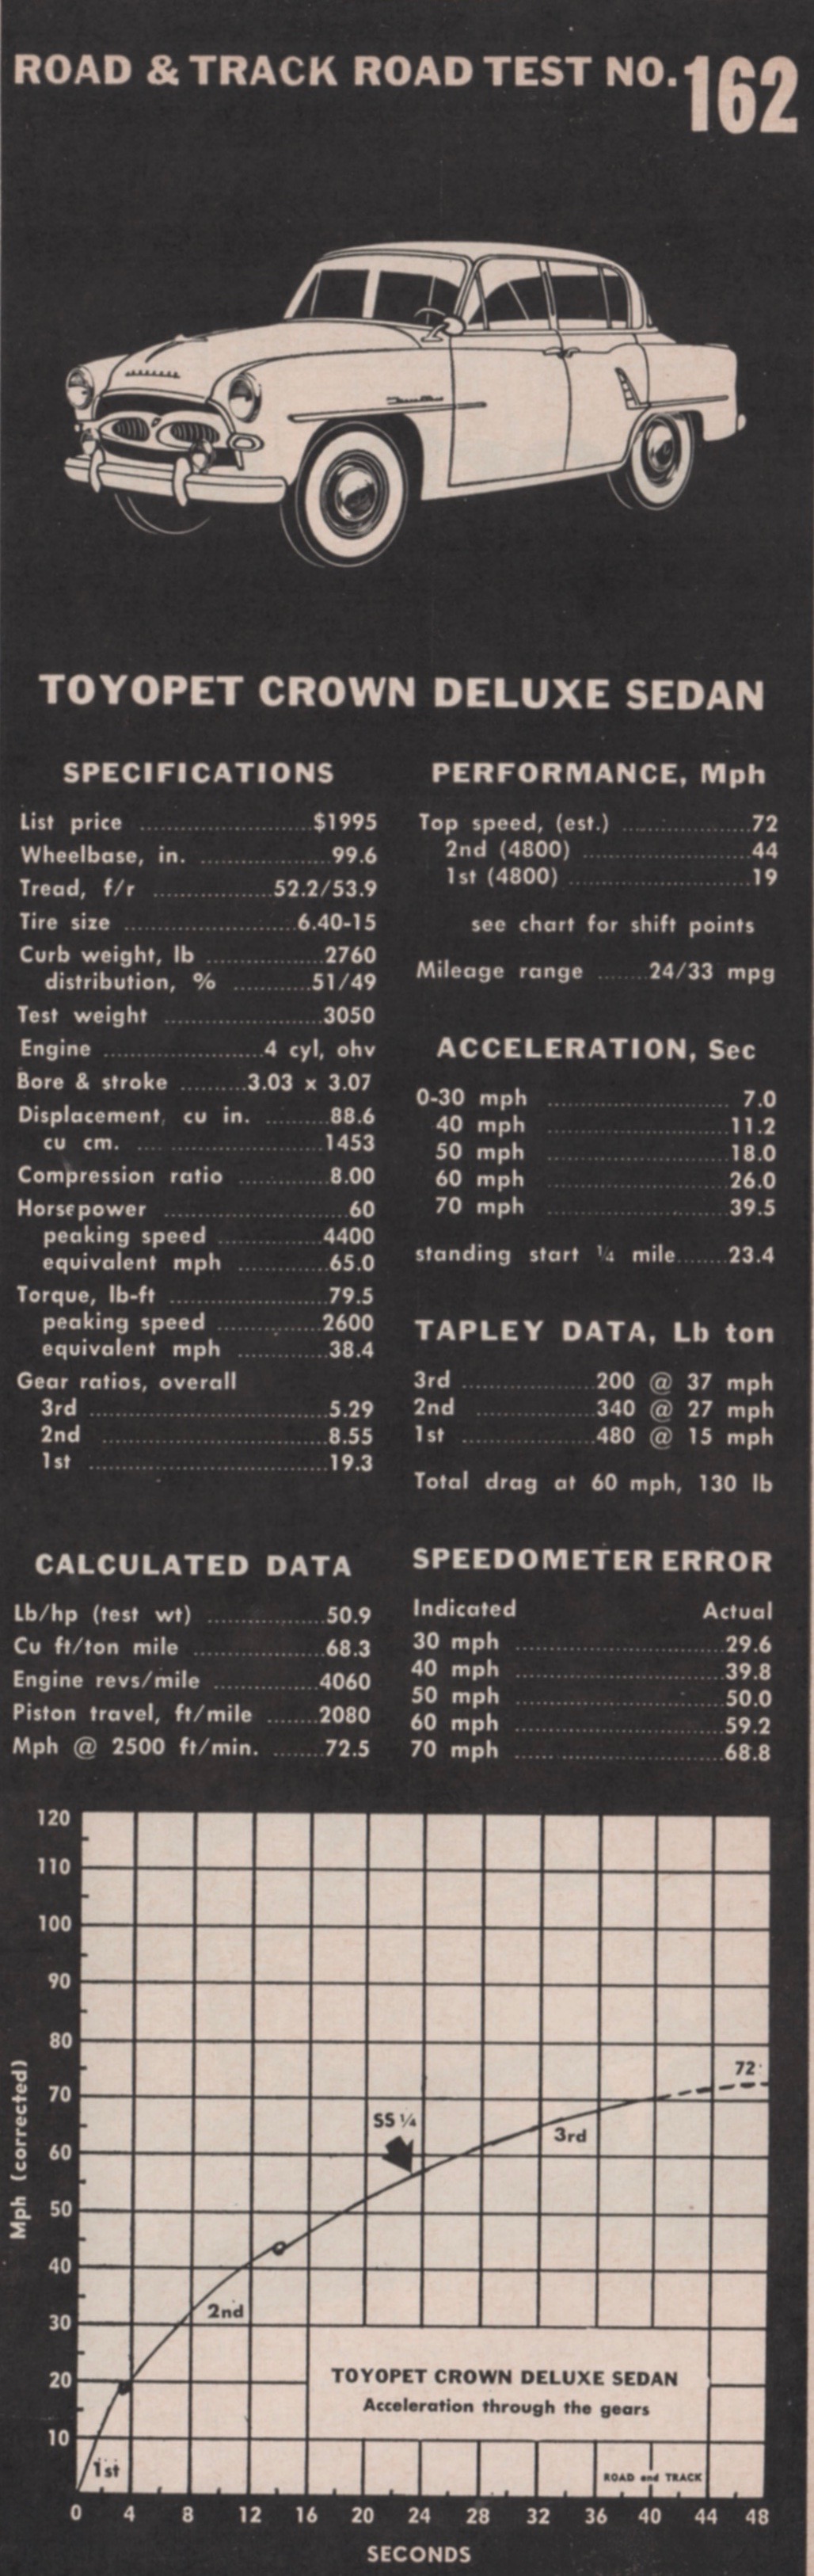 ROAD & TRACK ROAD TEST NO. 162
TOYOPET CROWN DELUXE SEDAN
SPECIFICATIONS
List price ........................ $1995
Wheelbase, in. .................. 99.6
Tread, f/r ................ 52.2/53.9
Tire size ........................ 6.40-15
Curb weight, lb ................ 2760
distribution, % ........... 51/49
Test weight ..................... 3050
Engine ...................... 4 cyl, ohv
Bore & stroke ......... 3.03 x 3.07
Displacement, cu in. ......... 88.6
cu cm. .......................... 1453
Compression ratio ............ 8.00
Horsepower ........................ 60
peaking speed .............. 4400
equivalent mph ............ 65.0
Torque, lb-ft ..................... 79.5
peaking speed .............. 2600
equivalent mph ............ 38.4
Gear ratios, overall
3rd ................................ 5.29
2nd ............................... 8.55
1st ................................ 19.3
CALCULATED DATA
Lb/hp (test wt) ................ 50.9
Cu ft/ton mile .................. 68.3
Engine revs/mile .............. 4060
Piston travel, ft/mile ........ 2080
Mph @ 2500 ft/min. ........ 72.5
PERFORMANCE, Mph
Top speed, (est.) .................. 72
2nd (4800) ....................... 44
1st (4800) ......................... 19
see chart for shift points
Mileage range ....... 24/33 mpg
ACCELERATION, Sec
0-30 mph ......................... 7.0
40 mph ......................... 11.2
50 mph ......................... 18.0
60 mph ......................... 26.0
70 mph ......................... 39.5
standing start ¼ mile ....... 23.4
TAPLEY DATA, Lb ton
3rd .................. 200 @ 37 mph
2nd ................ 340 @ 27 mph
1st .................. 480 @ 15 mph
Total drag at 60 mph, 130 lb
SPEEDOMETER ERROR
Indicated Actual
30 mph ............................. 29.6
40 mph ............................. 39.8
50 mph ............................. 50.0
60 mph ............................. 59.2
70 mph ............................. 68.8
120
110
100
90
80
70
60
50
40
30
20
10
Mph (corrected)
72
SS ¼
3rd
2nd
1st
TOYOPET CROWN DELUXE SEDAN
Acceleration through the gears
ROAD and TRACK
0 4 8 12 16 20 24 28 32 36 40 44 48
SECONDS